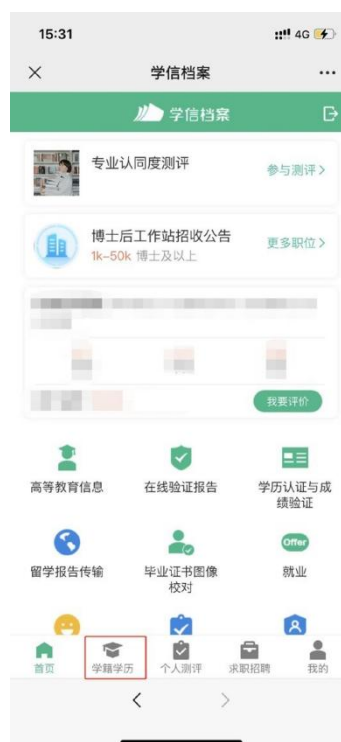 15:31
4G
学信档案
学信档案
专业认同度测评
参与测评>
博士后工作站招收公告
更多职位>
1k-50k 博士及以上
我要评价
高等教育信息
在线验证报告
学历认证与成
绩验证
Offer
留学报告传输
毕业证书图像
校对
就业
首页
学籍学历
个人测评
求职招聘
我的